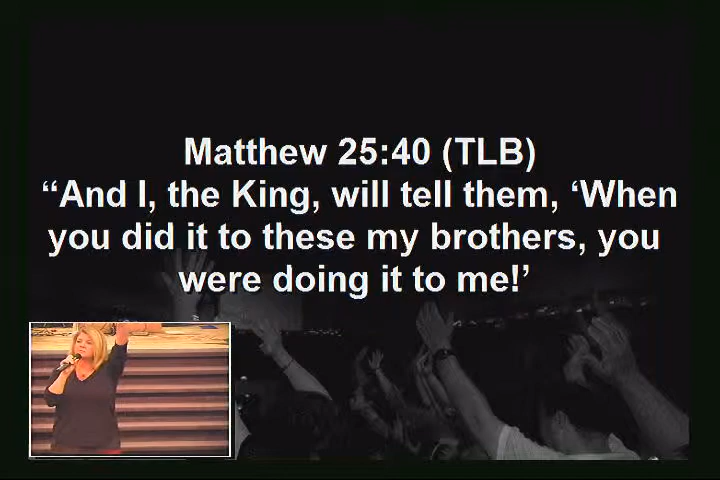 Matthew 25:40 (TLB)
“And I, the King, will tell them, ‘When
you did it to these my brothers, you
were doing it to me!’